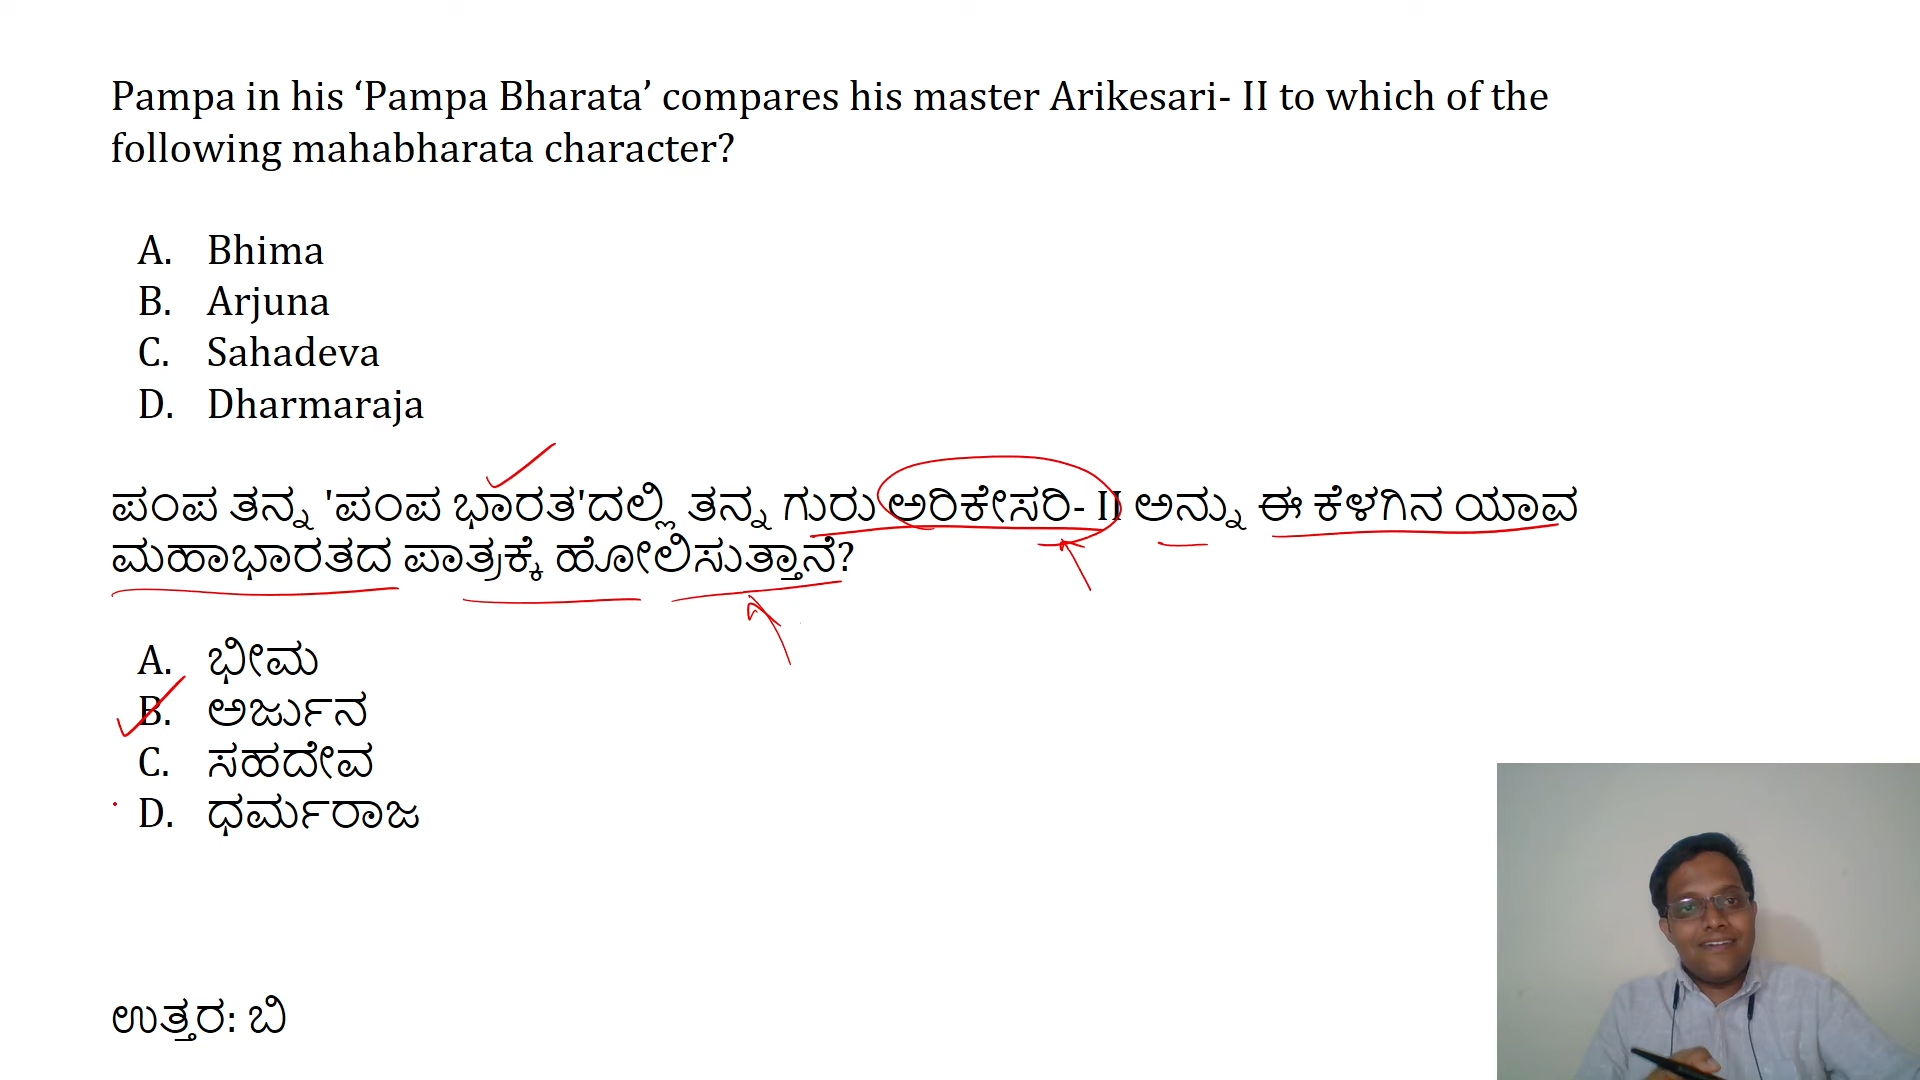 Pampa in his ‘Pampa Bharata’ compares his master Arikesari- II to which of the
following mahabharata character?
A. Bhima
B. Arjuna
C. Sahadeva
D. Dharmaraja
ಪಂಪ ತನ್ನ 'ಪಂಪ ಭಾರತ'ದಲ್ಲಿ ತನ್ನ ಗುರು ಅರಿಕೇಸರಿ- II ಅನ್ನು ಈ ಕೆಳಗಿನ ಯಾವ
ಮಹಾಭಾರತದ ಪಾತ್ರಕ್ಕೆ ಹೋಲಿಸುತ್ತಾನೆ?
A. ಭೀಮ
B. ಅರ್ಜುನ
C. ಸಹದೇವ
D. ಧರ್ಮರಾಜ
ಉತ್ತರ: ಬಿ